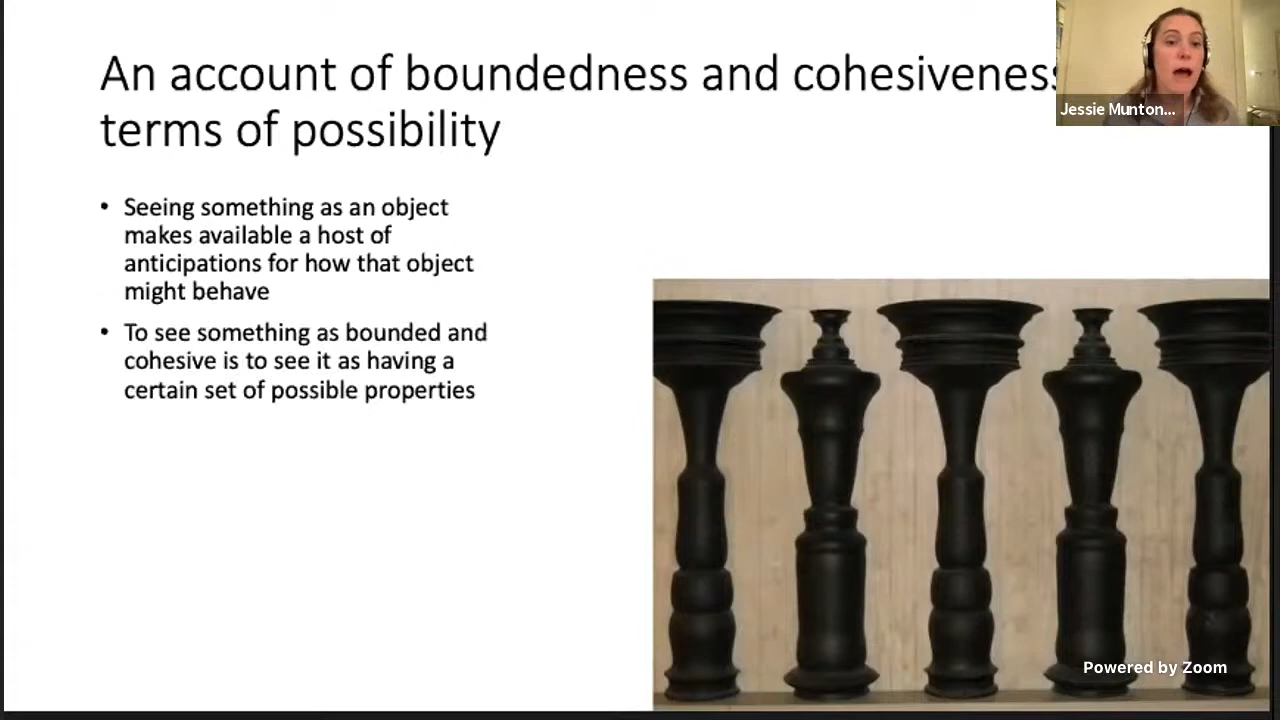 An account of boundedness and cohesiveness
terms of possibility
Jessie Munton...
• Seeing something as an object
makes available a host of
anticipations for how that object
might behave
• To see something as bounded and
cohesive is to see it as having a
certain set of possible properties
Powered by Zoom